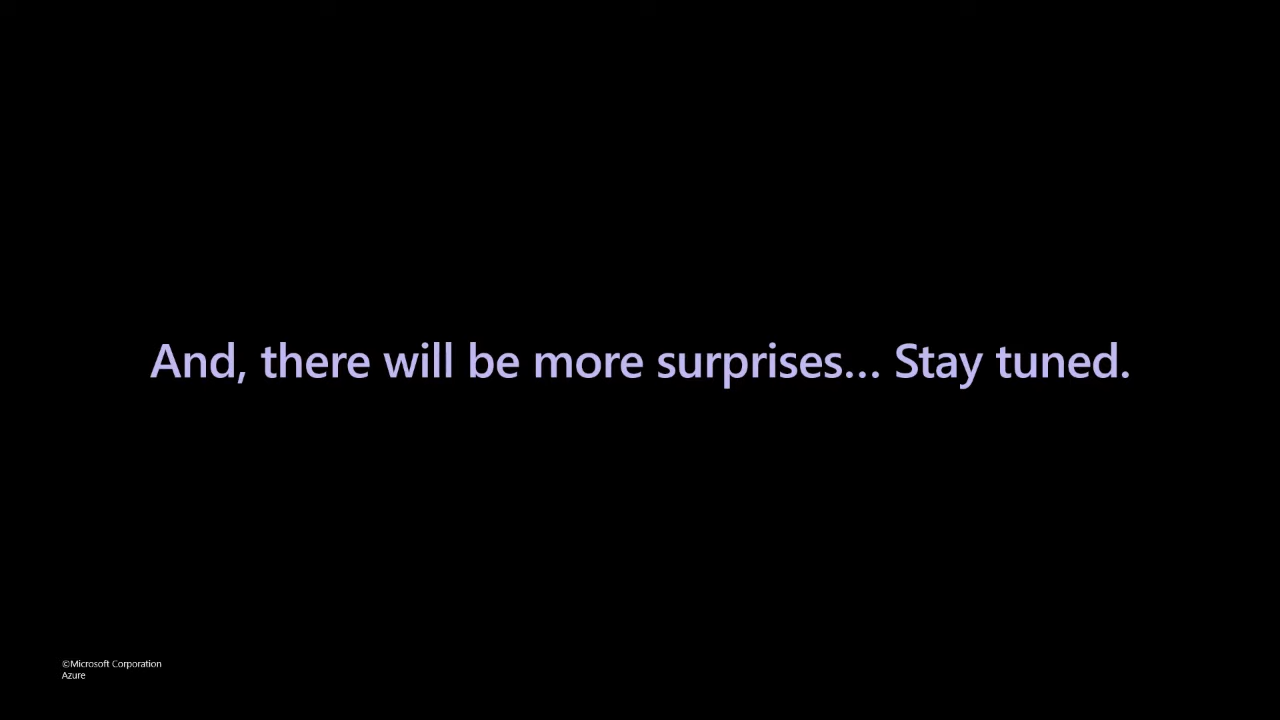 And, there will be more surprises... Stay tuned.
©Microsoft Corporation
Azure